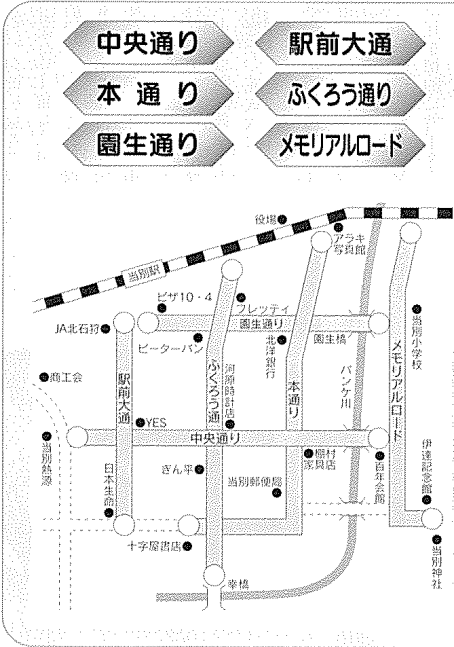 中央通り
駅前大通
本通り
ふくろう通り
園生通り
メモリアルロード
役場
アラキ
写真館
当別駅
ピザ10・4
フレッティ
園生通り
JA北石狩
ピーターパン
北洋銀行
園生橋
当別小学校
商工会
駅前大通
ふくろう通
河原時計店
本通り
パンケ川
メモリアルロード
YES
中央通り
当別熱源
日本生命
ぎん平
当別郵便局
棚村
家具店
百年会館
伊達記念館
十字屋書店
当別神社
幸橋